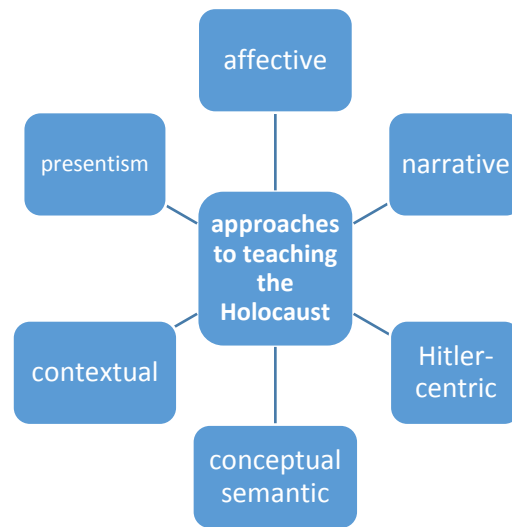 affective
presentism
narrative
approaches
to teaching
the
Holocaust
contextual
Hitler-
centric
conceptual
semantic